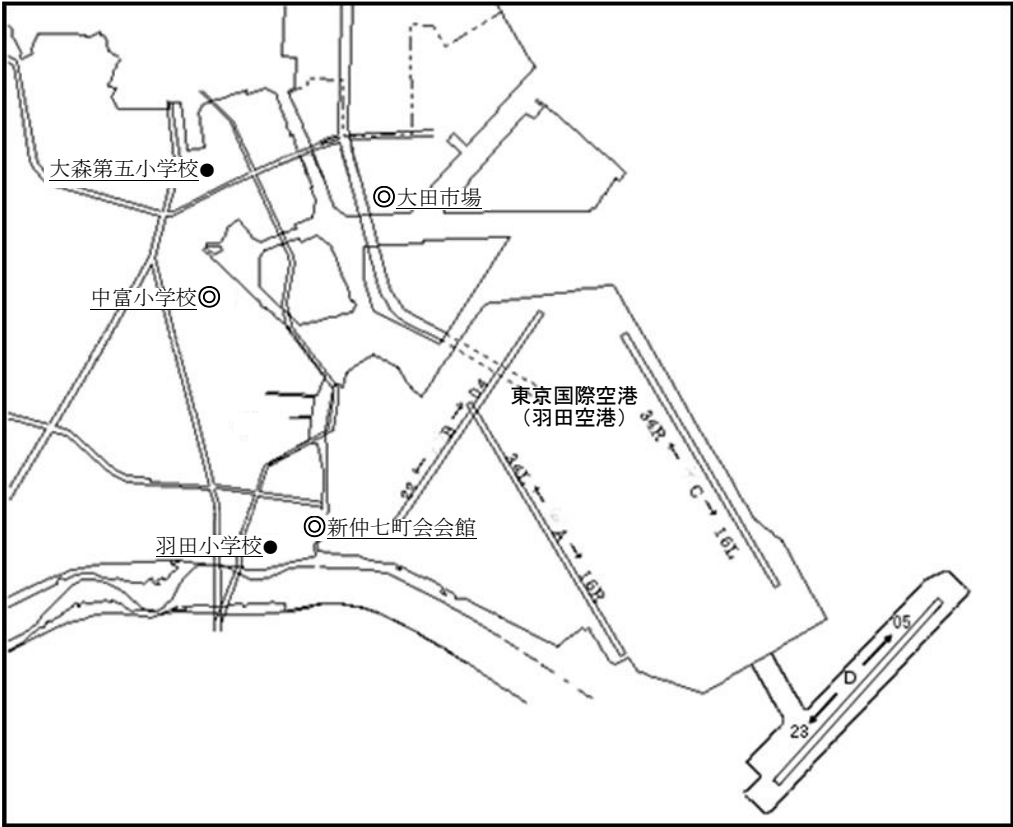 大森第五小学校
大田市場
中富小学校
東京国際空港
(羽田空港)
04
B
22
34R
C
16L
34L
A
16R
新仲七町会会館
羽田小学校
05
D
23